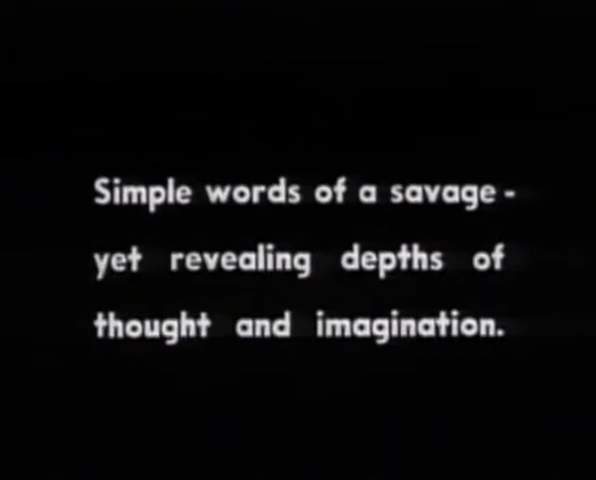 Simple words of a savage -
yet revealing depths of
thought and imagination.